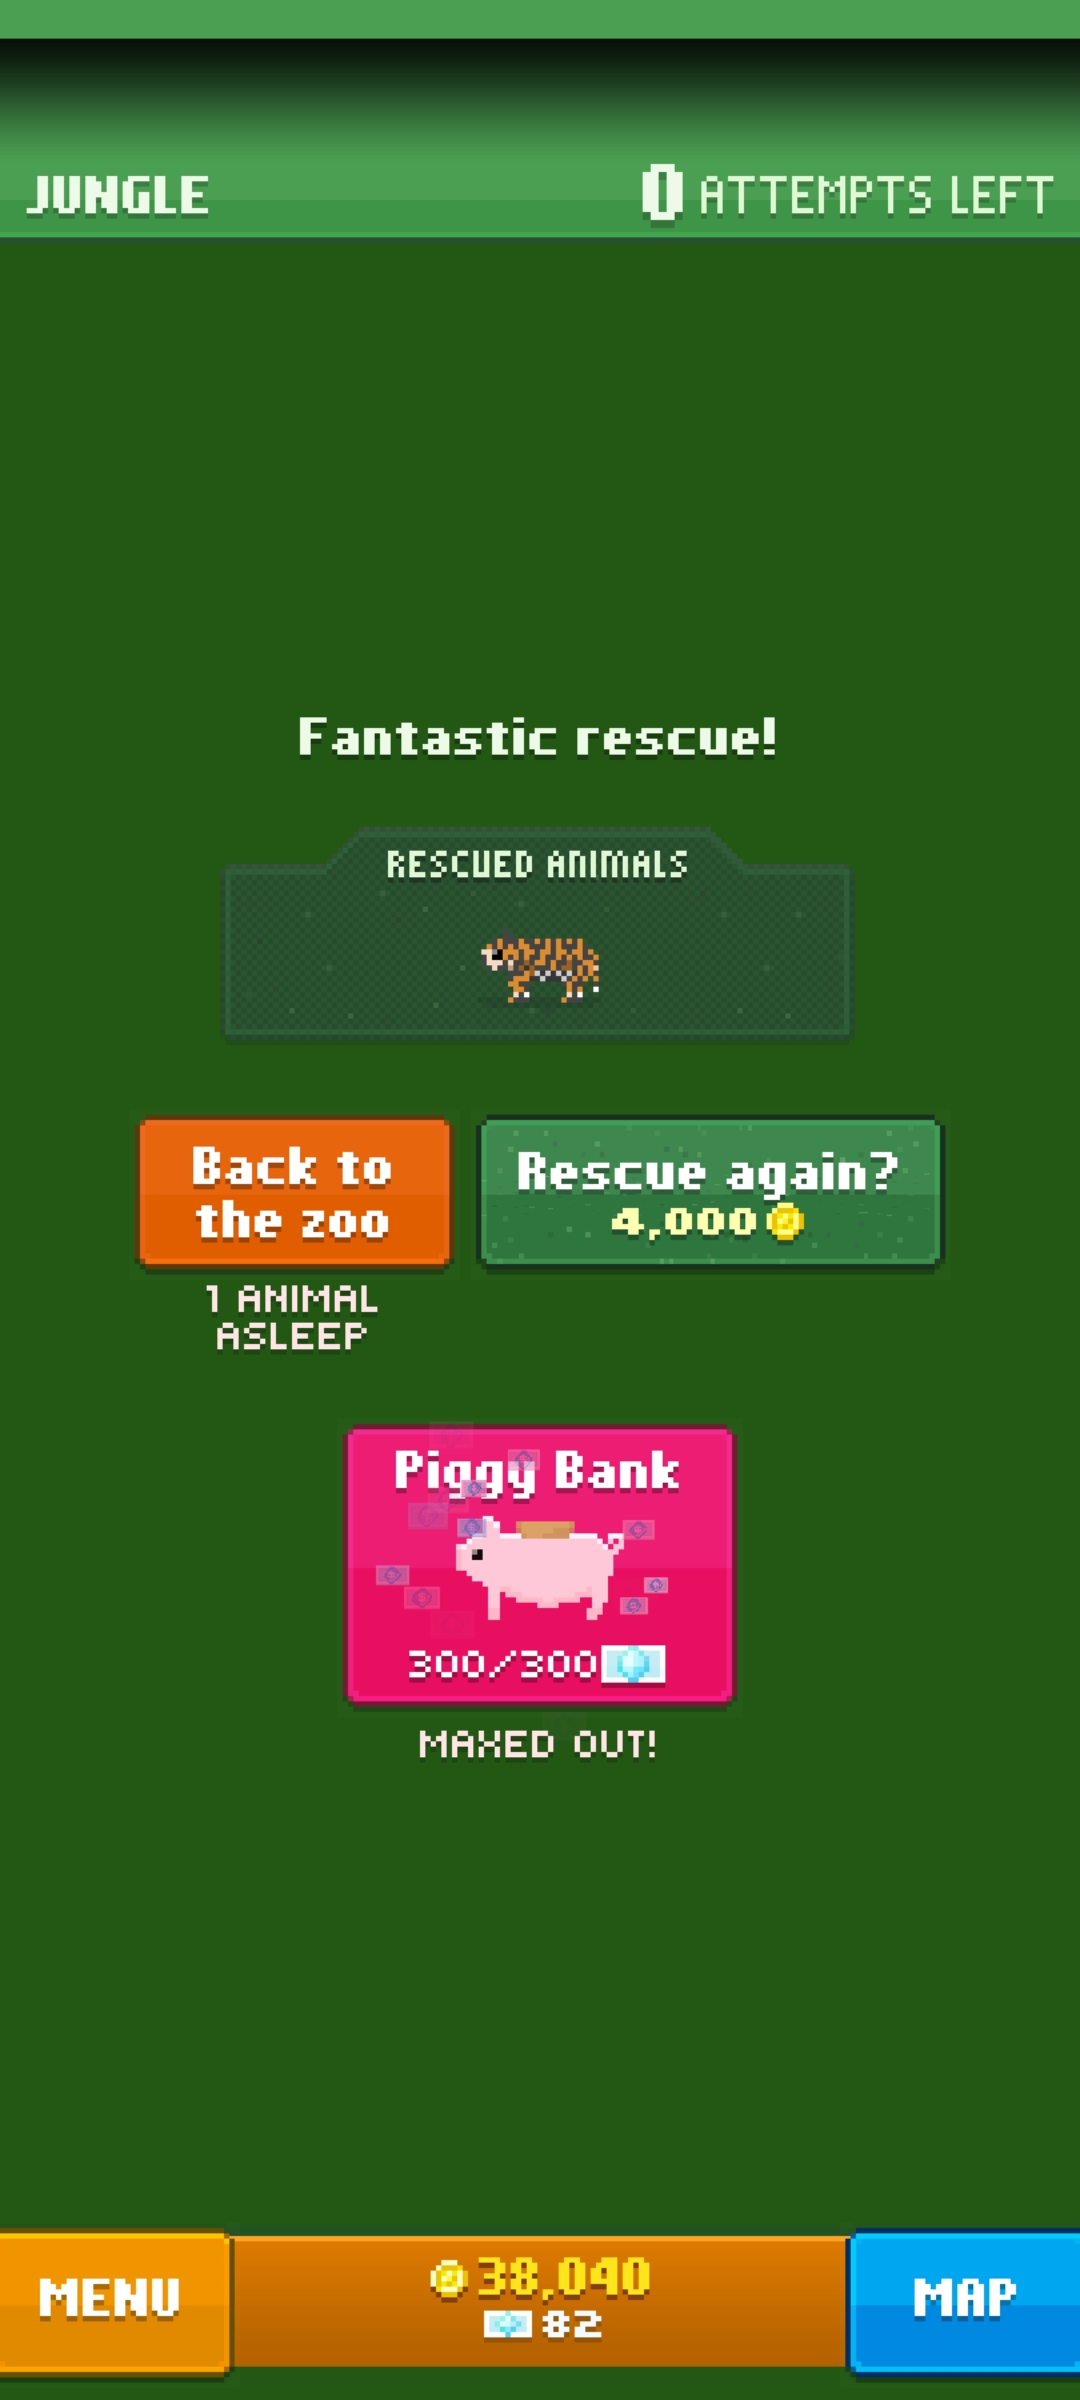 JUNGLE
0 ATTEMPTS LEFT
Fantastic rescue!
RESCUED ANIMALS
Back to
the zoo
Rescue again?
4,000
1 ANIMAL
ASLEEP
Piggy Bank
300/300
MAXED OUT!
MENU
38,040
82
MAP